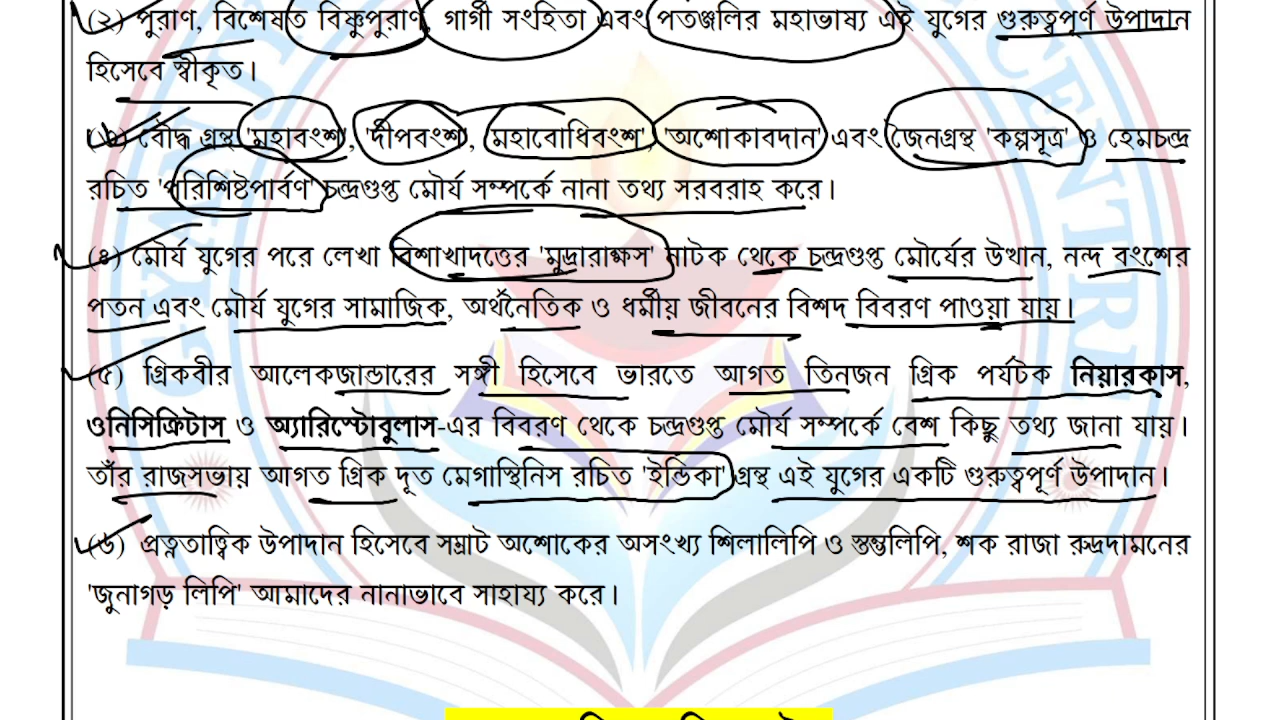 (২) পুরাণ, বিশেষত বিষ্ণুপুরাণ, গার্গী সংহিতা এবং পতঞ্জলির মহাভাষ্য এই যুগের গুরুত্বপূর্ণ উপাদান
হিসেবে স্বীকৃত।
(৩) বৌদ্ধ গ্রন্থ 'মহাবংশ', 'দীপবংশ', মহাবোধিবংশ', 'অশোকাবদান' এবং জৈনগ্রন্থ 'কল্পসূত্র' ও হেমচন্দ্র
রচিত 'পরিশিষ্টপার্বণ' চন্দ্রগুপ্ত মৌর্য সম্পর্কে নানা তথ্য সরবরাহ করে।
(৪) মৌর্য যুগের পরে লেখা বিশাখাদত্তের 'মুদ্রারাক্ষস' নাটক থেকে চন্দ্রগুপ্ত মৌর্যের উত্থান, নন্দ বংশের
পতন এবং মৌর্য যুগের সামাজিক, অর্থনৈতিক ও ধর্মীয় জীবনের বিশদ বিবরণ পাওয়া যায়।
(৫) গ্রিকবীর আলেকজান্ডারের সঙ্গী হিসেবে ভারতে আগত তিনজন গ্রিক পর্যটক নিয়ারকাস,
ওনিসিক্রিটাস ও অ্যারিস্টোবুলাস-এর বিবরণ থেকে চন্দ্রগুপ্ত মৌর্য সম্পর্কে বেশ কিছু তথ্য জানা যায়।
তাঁর রাজসভায় আগত গ্রিক দূত মেগাস্থিনিস রচিত 'ইন্ডিকা' গ্রন্থ এই যুগের একটি গুরুত্বপূর্ণ উপাদান।
(৬) প্রত্নতাত্ত্বিক উপাদান হিসেবে সম্রাট অশোকের অসংখ্য শিলালিপি ও স্তম্ভলিপি, শক রাজা রুদ্রদামনের
'জুনাগড় লিপি' আমাদের নানাভাবে সাহায্য করে।